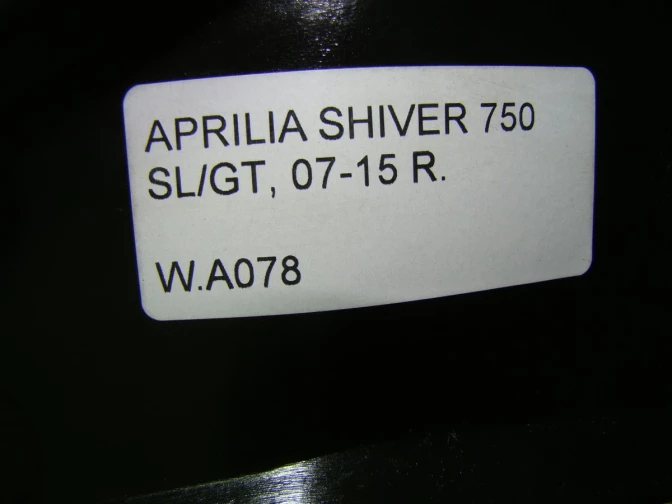 APRILIA SHIVER 750
SL/GT, 07-15 R.
W.A078